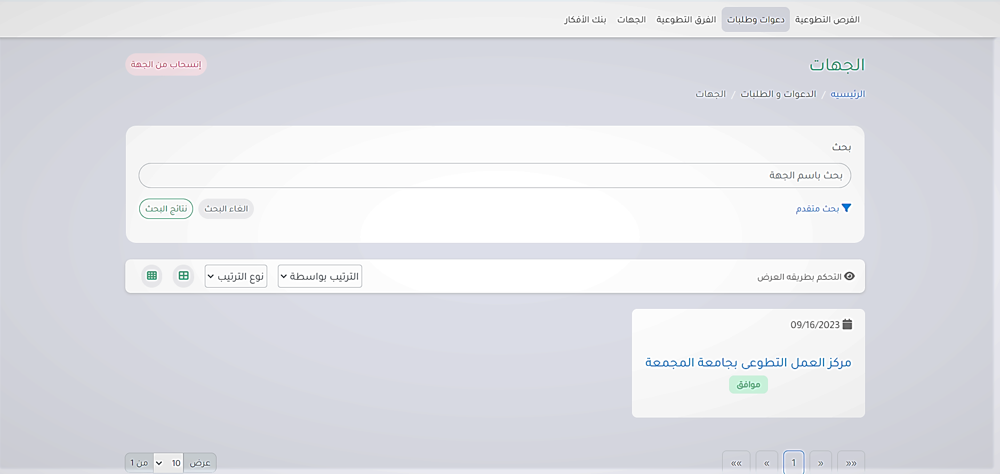 الفرص التطوعية دعوات وطلبات الفرق التطوعية الجهات بنك الأفكار
الجهات
إنسحاب من الجهة
الرئيسيه / الدعوات و الطلبات / الجهات
بحث
بحث باسم الجهة
بحث متقدم
الغاء البحث نتائج البحث
التحكم بطريقه العرض الترتيب بواسطة نوع الترتيب
09/16/2023
مركز العمل التطوعى بجامعة المجمعة
موافق
«« « 1 » »»
عرض 10 من 1